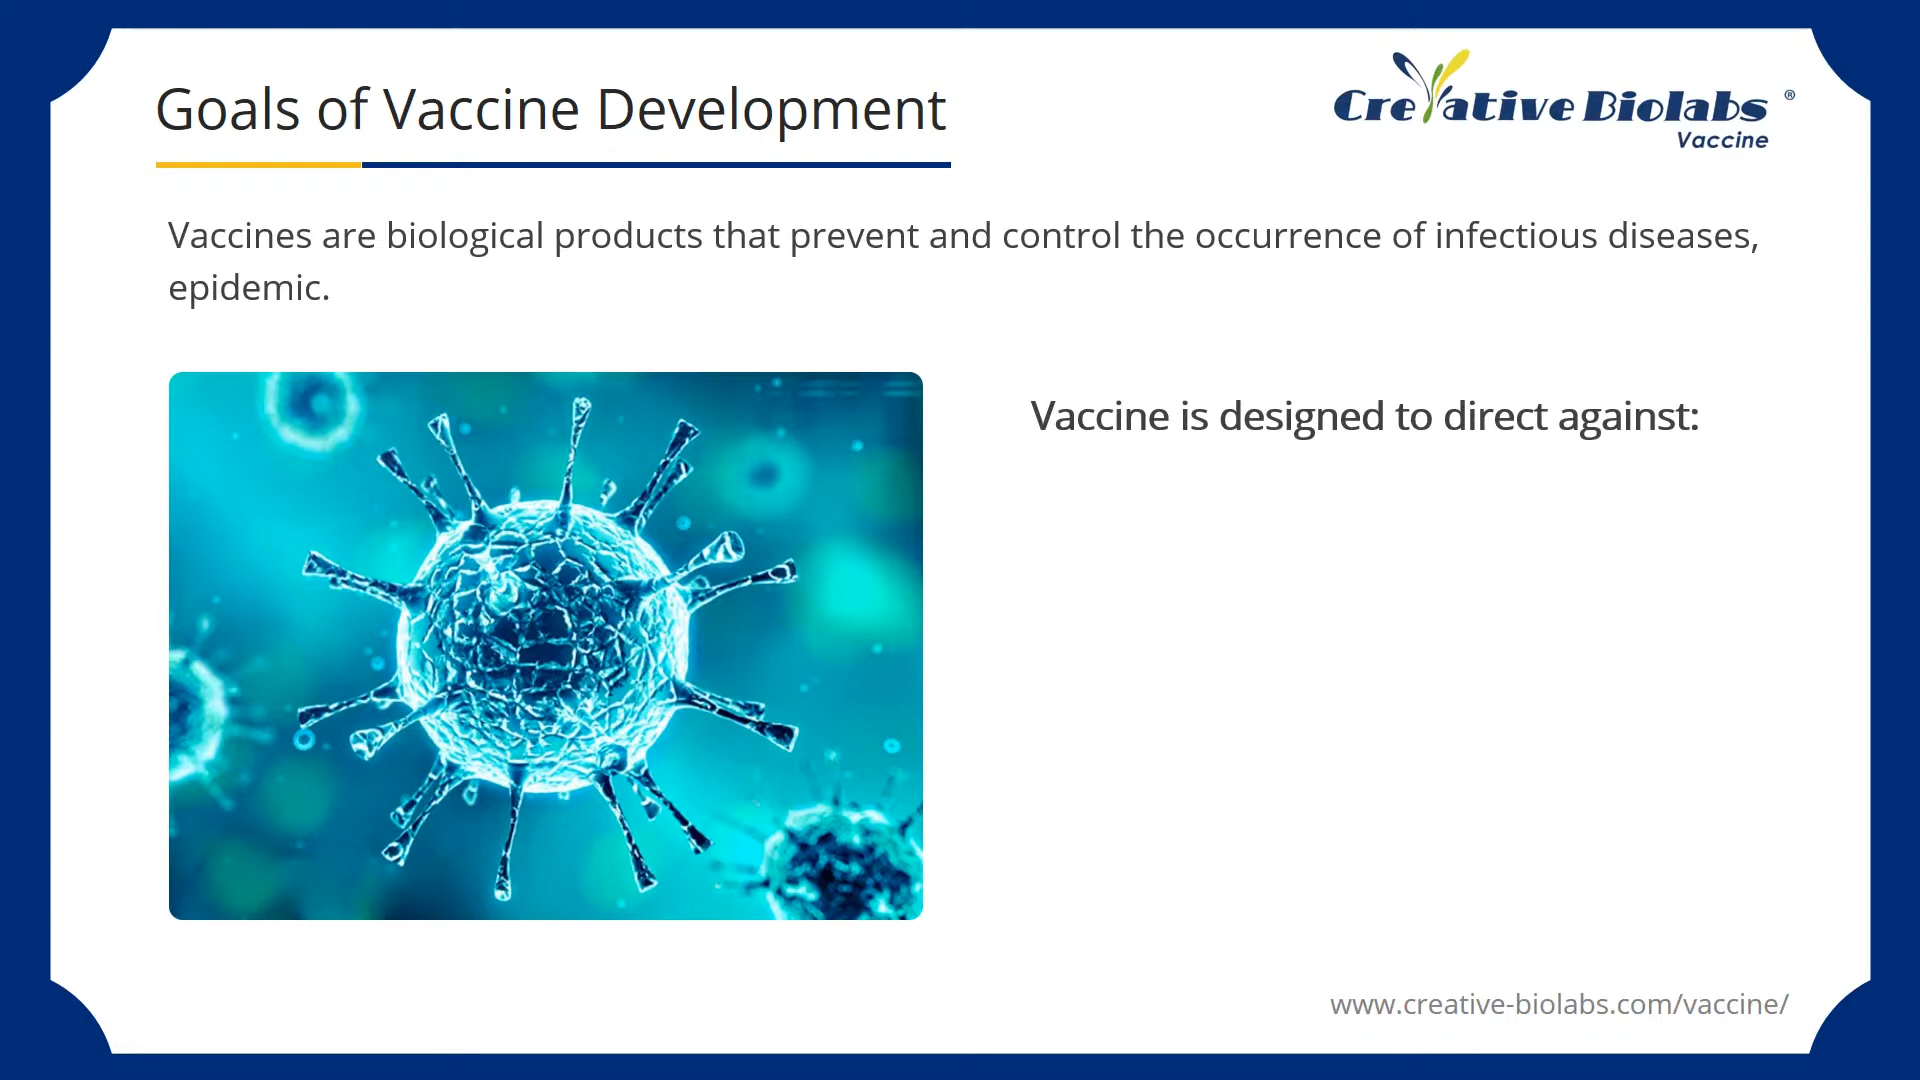 Goals of Vaccine Development
Creative Biolabs ®
Vaccine
Vaccines are biological products that prevent and control the occurrence of infectious diseases,
epidemic.
Vaccine is designed to direct against:
www.creative-biolabs.com/vaccine/